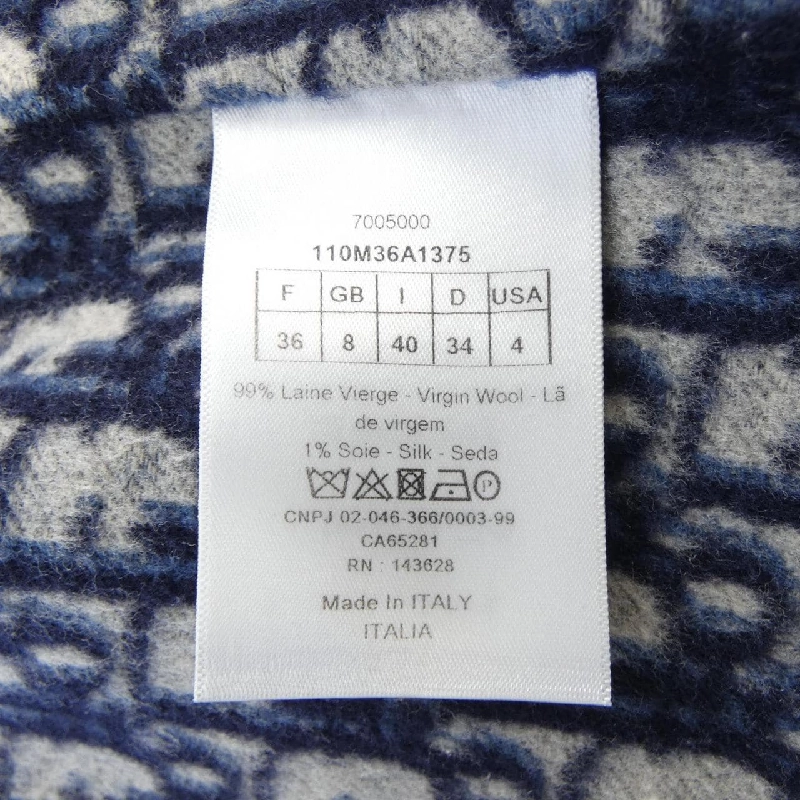 7005000
110M36A1375
F GB I D USA
36 8 40 34 4
99% Laine Vierge - Virgin Wool - Lã
de virgem
1% Soie - Silk - Seda
P
CNPJ 02-046-366/0003-99
CA65281
RN : 143628
Made In ITALY
ITALIA